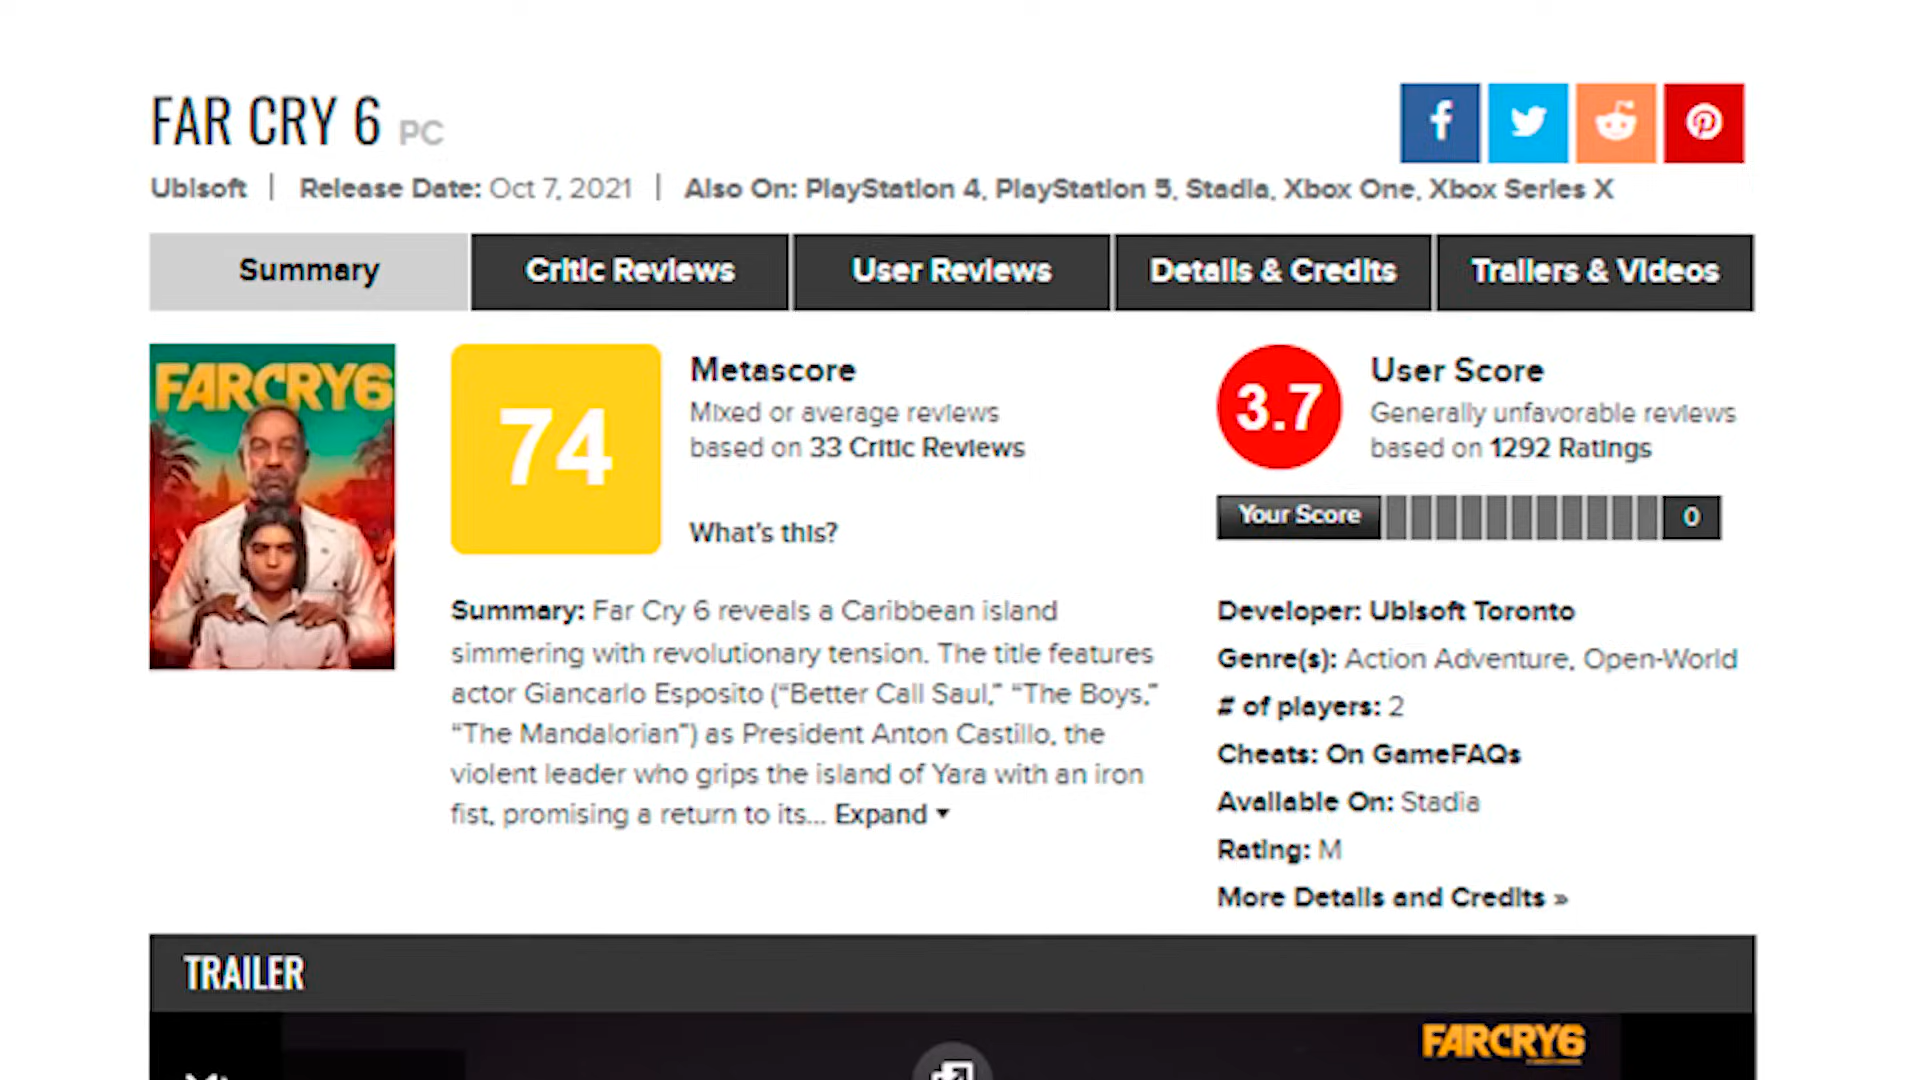 FAR CRY 6 PC
Ubisoft | Release Date: Oct 7, 2021 | Also On: PlayStation 4, PlayStation 5, Stadia, Xbox One, Xbox Series X
Summary
Critic Reviews
User Reviews
Details & Credits
Trailers & Videos
FARCRY6
74
Metascore
Mixed or average reviews
based on 33 Critic Reviews
What's this?
3.7
User Score
Generally unfavorable reviews
based on 1292 Ratings
Your Score
0
Summary: Far Cry 6 reveals a Caribbean island
simmering with revolutionary tension. The title features
actor Giancarlo Esposito (“Better Call Saul,” “The Boys,”
“The Mandalorian”) as President Anton Castillo, the
violent leader who grips the island of Yara with an iron
fist, promising a return to its... Expand
Developer: Ubisoft Toronto
Genre(s): Action Adventure, Open-World
# of players: 2
Cheats: On GameFAQs
Available On: Stadia
Rating: M
More Details and Credits »
TRAILER
FARCRY6